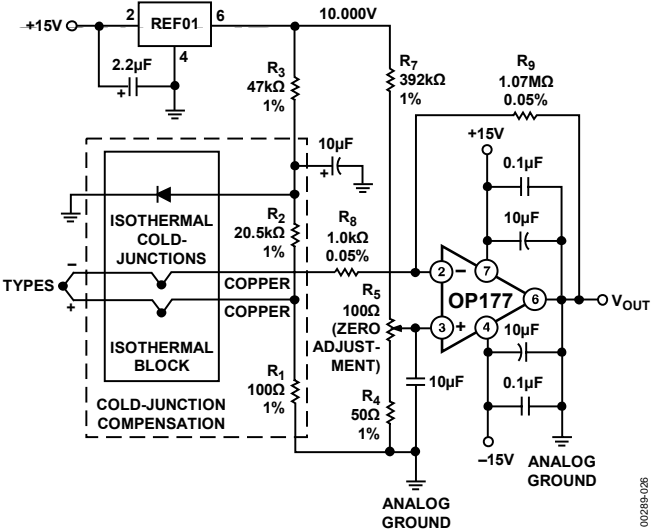 +15V
2
REF01
6
4
2.2µF
+
10.000V
R3
47kΩ
1%
R7
392kΩ
1%
R9
1.07MΩ
0.05%
10µF
+
+15V
0.1µF
10µF
ISOTHERMAL
COLD-
JUNCTIONS
R2
20.5kΩ
1%
R8
1.0kΩ
0.05%
TYPES
–
+
COPPER
COPPER
R5
100Ω
(ZERO
ADJUST-
MENT)
2
–
7
OP177
6
3
+
4
VOUT
ISOTHERMAL
BLOCK
R1
100Ω
1%
10µF
10µF
0.1µF
R4
50Ω
1%
COLD-JUNCTION
COMPENSATION
–15V
ANALOG
GROUND
ANALOG
GROUND
00289-026